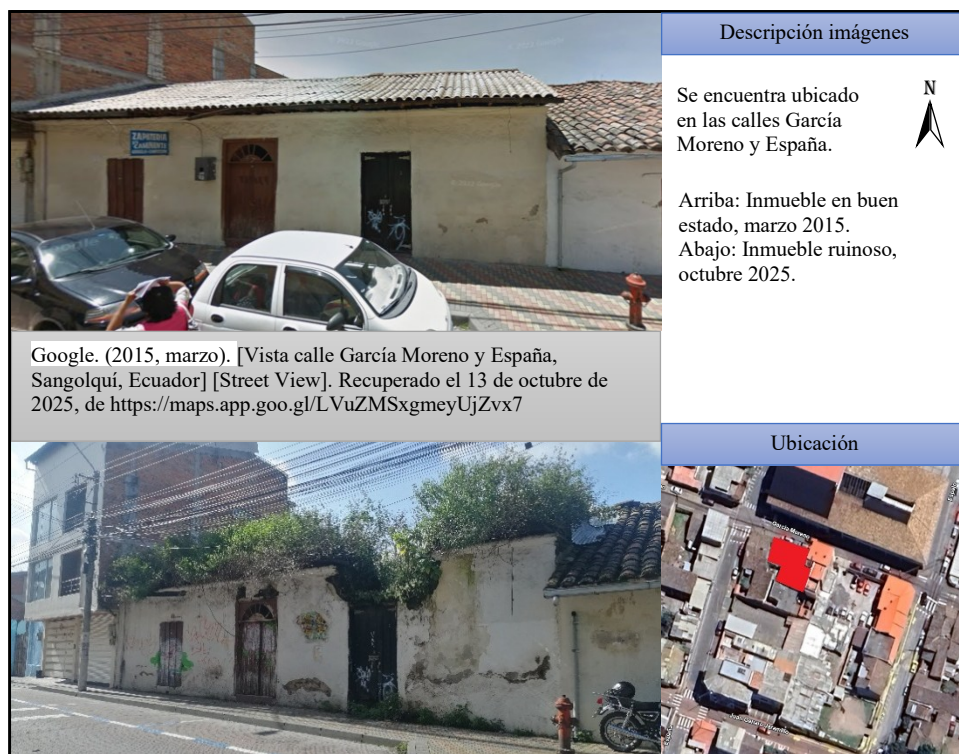 Descripción imágenes
Se encuentra ubicado
en las calles García
Moreno y España.
N
Arriba: Inmueble en buen
estado, marzo 2015.
Abajo: Inmueble ruinoso,
octubre 2025.
ZAPATERIA
Google. (2015, marzo). [Vista calle García Moreno y España,
Sangolquí, Ecuador] [Street View]. Recuperado el 13 de octubre de
2025, de https://maps.app.goo.gl/LVuZMSxgmeyUjZvx7
Ubicación
García Moreno